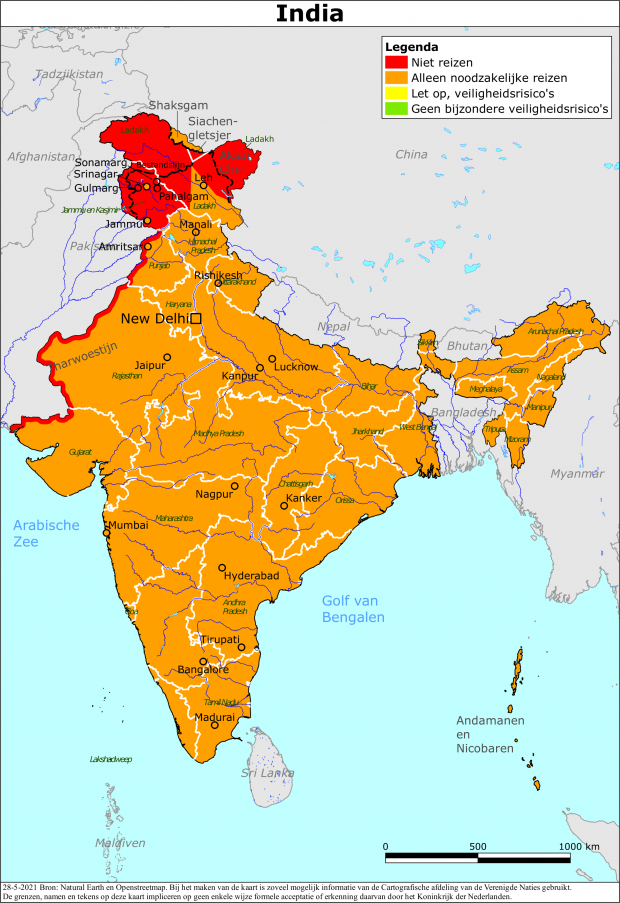 India
Legenda
Niet reizen
Alleen noodzakelijke reizen
Let op, veiligheidsrisico's
Geen bijzondere veiligheidsrisico's
Tadzjikistan
Shaksgam
Siachen-
gletsjer
Ladakh
Ladakh
Afghanistan
China
Sonamarg
Srinagar
Gulmarg
Leh
Pahalgam
Ladakh
Jammu en Kasjmir
Jammu
Manali
Himachal
Pradesh
Amritsar
Punjab
Rishikesh
Uttarakhand
Haryana
New Delhi
Nepal
Bhutan
Sikkim
Arunachal Pradesh
Assam
Nagaland
Meghalaya
Manipur
Tripura
Mizoram
Jaipur
Rajasthan
Lucknow
Kanpur
Bihar
Bangladesh
West Bengal
Jharkhand
Madhya Pradesh
Gujarat
Chattisgarh
Myanmar
Nagpur
Kanker
Orissa
Maharashtra
Arabische
Zee
Mumbai
Hyderabad
Golf van
Bengalen
Andhra
Pradesh
Goa
Tirupati
Bangalore
Tamil Nadu
Madurai
Andamanen
en
Nicobaren
Lakshadweep
Sri Lanka
Maldiven
0 500 1000 km
28-5-2021 Bron: Natural Earth en Openstreetmap. Bij het maken van de kaart is zoveel mogelijk informatie van de Cartografische afdeling van de Verenigde Naties gebruikt.
De grenzen, namen en tekens op deze kaart impliceren op geen enkele wijze formele acceptatie of erkenning daarvan door het Koninkrijk der Nederlanden.